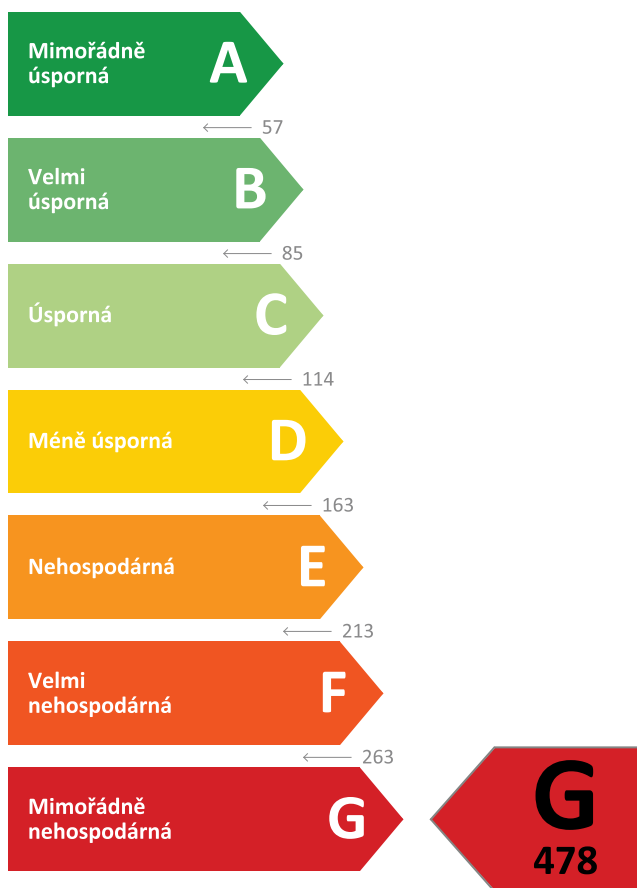 Mimořádně
úsporná
A
57
Velmi
úsporná
B
85
Úsporná
C
114
Méně úsporná
D
163
Nehospodárná
E
213
Velmi
nehospodárná
F
263
Mimořádně
nehospodárná
G
G
478